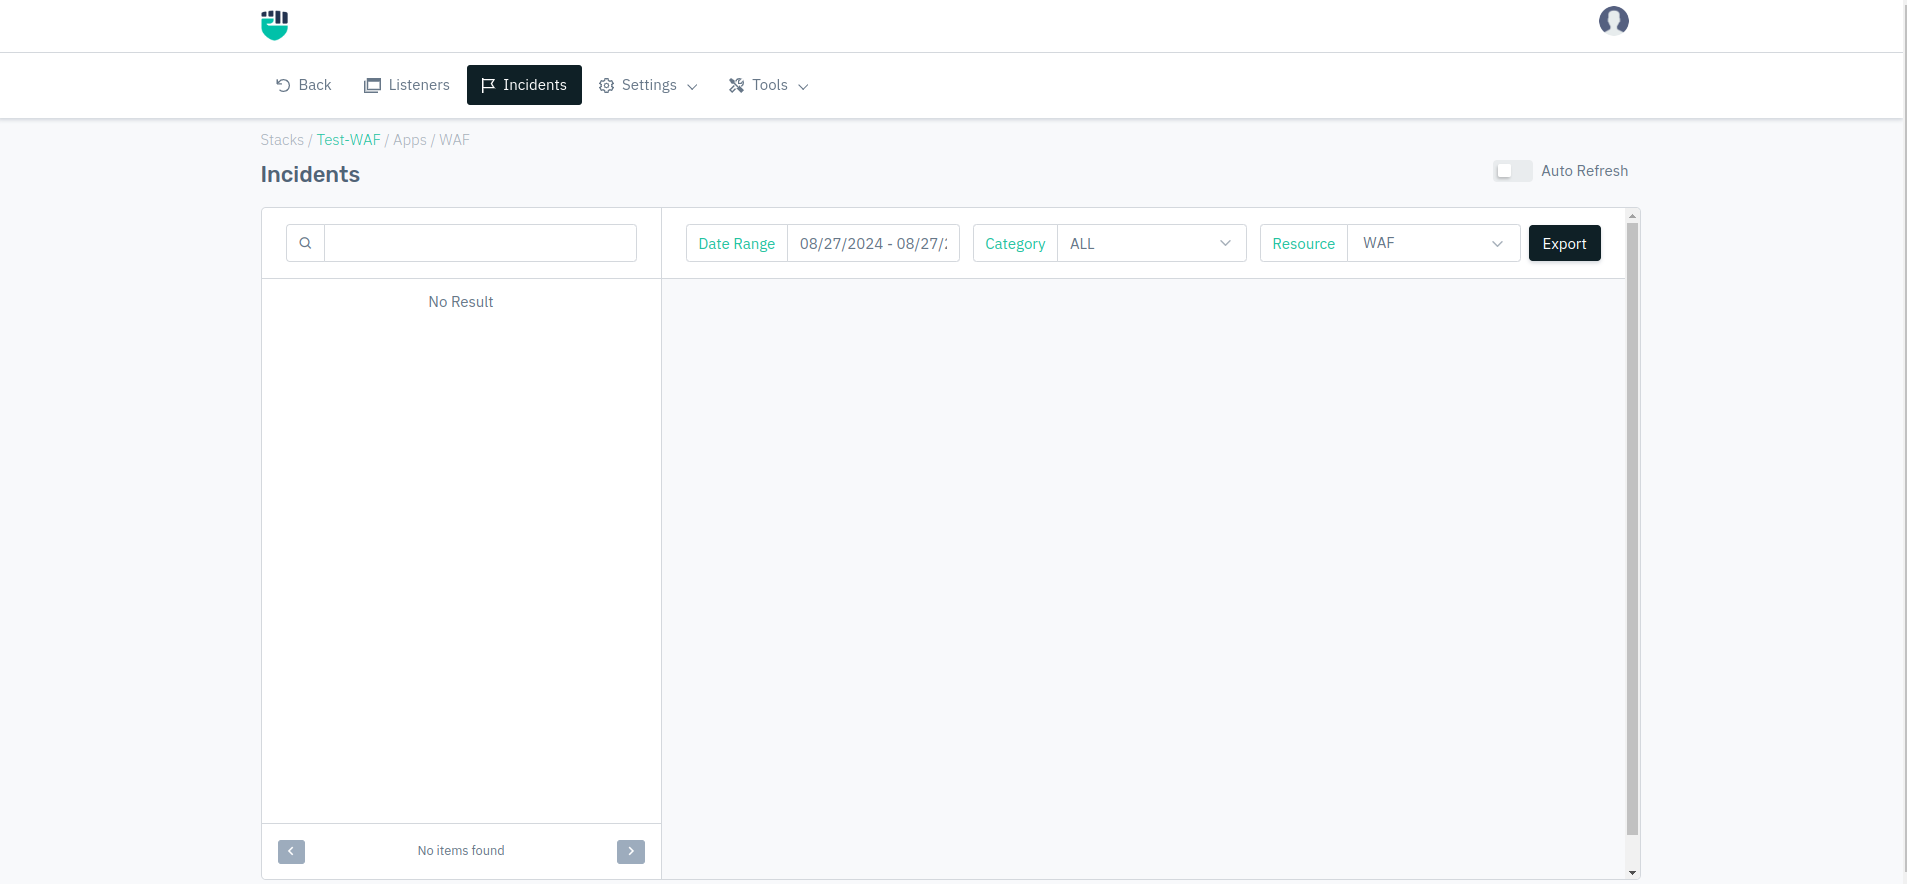 Back Listeners Incidents Settings Tools
Stacks / Test-WAF / Apps / WAF
Incidents
Auto Refresh
Date Range 08/27/2024 - 08/27/2 Category ALL Resource WAF Export
No Result
No items found